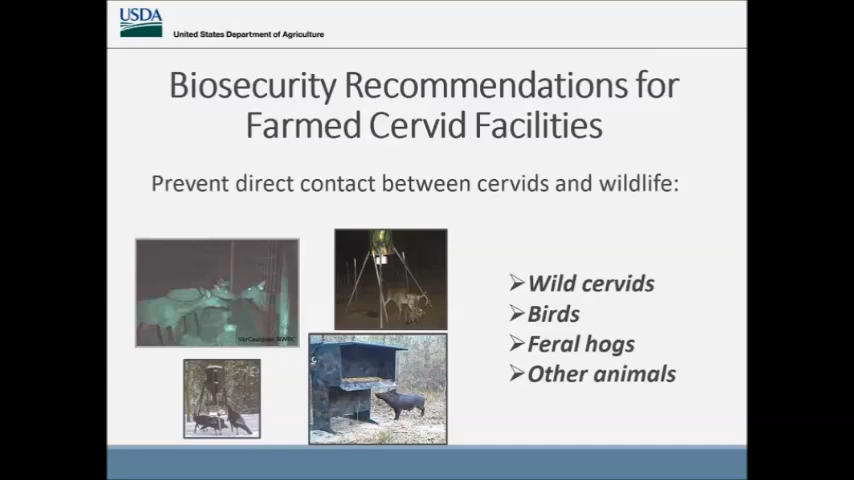 USDA
United States Department of Agriculture
Biosecurity Recommendations for
Farmed Cervid Facilities
Prevent direct contact between cervids and wildlife:
Wild cervids
Birds
Feral hogs
Other animals